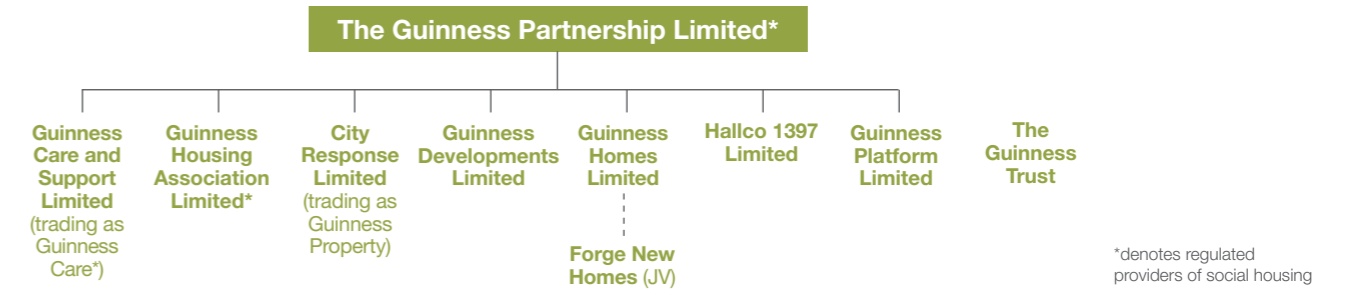 The Guinness Partnership Limited*
Guinness
Care and
Support
Limited
(trading as
Guinness
Care*)
Guinness
Housing
Association
Limited*
City
Response
Limited
(trading as
Guinness
Property)
Guinness
Developments
Limited
Guinness
Homes
Limited
Forge New
Homes (JV)
Hallco 1397
Limited
Guinness
Platform
Limited
The
Guinness
Trust
*denotes regulated
providers of social housing